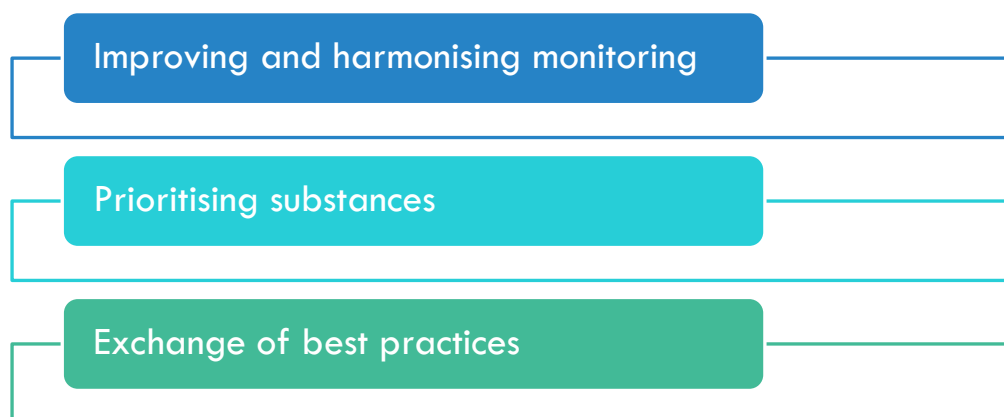 Improving and harmonising monitoring
Prioritising substances
Exchange of best practices